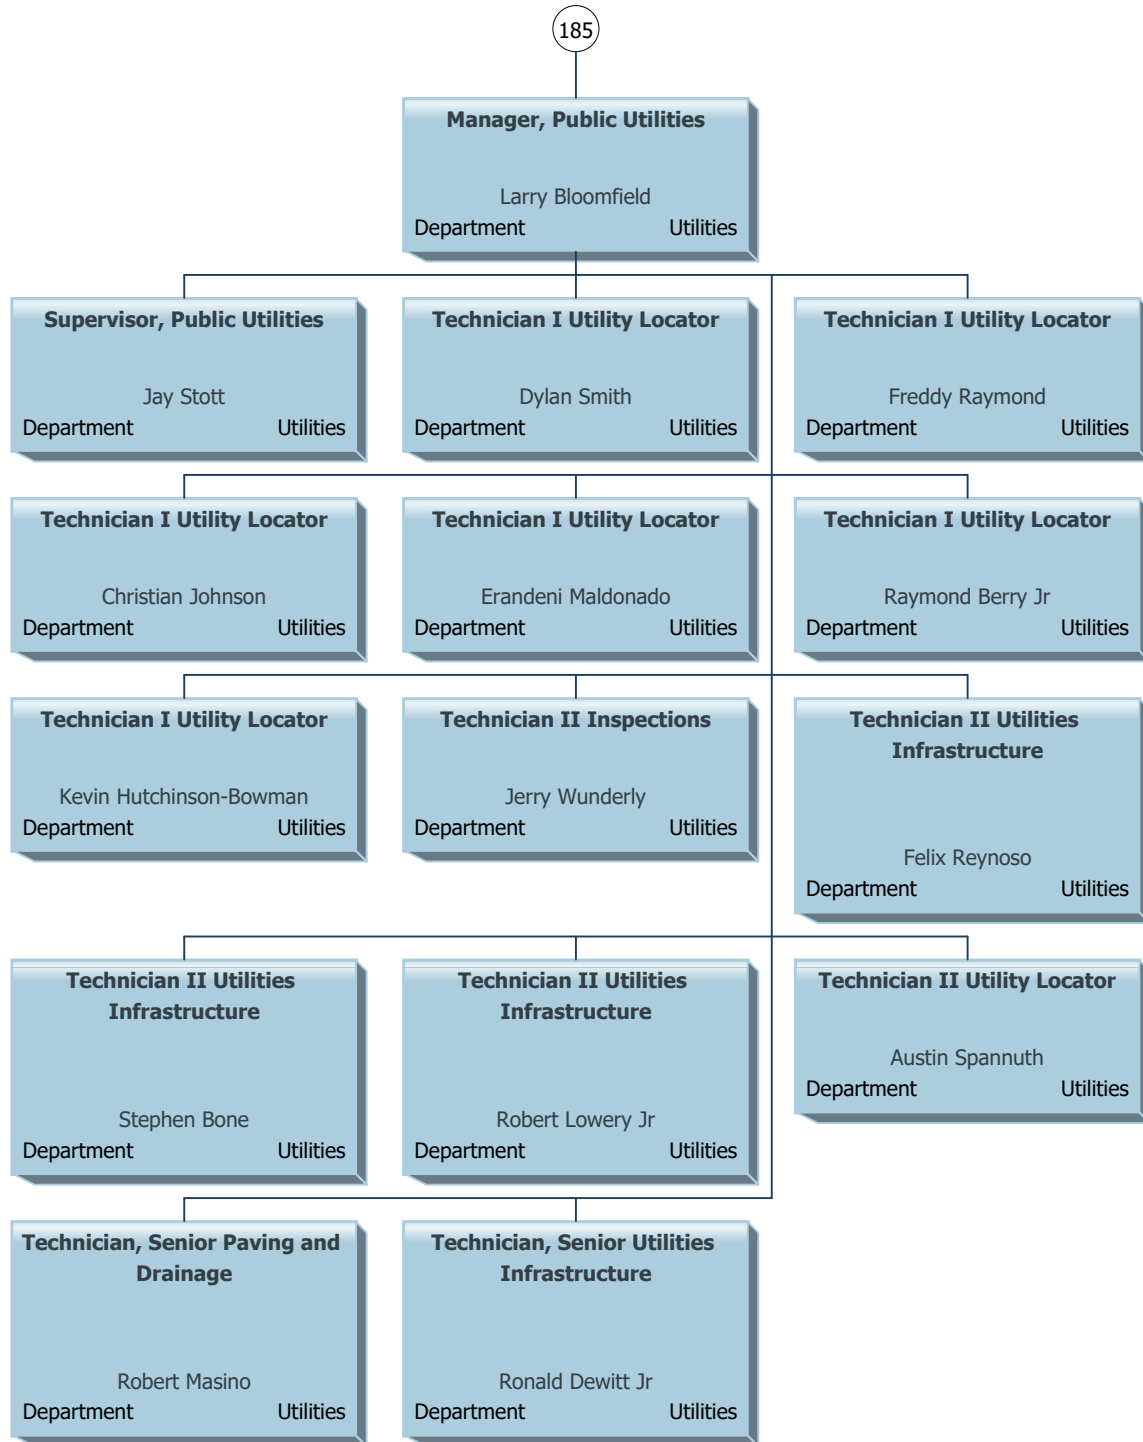 185
Manager, Public Utilities
Larry Bloomfield
Department Utilities
Supervisor, Public Utilities
Jay Stott
Department Utilities
Technician I Utility Locator
Dylan Smith
Department Utilities
Technician I Utility Locator
Freddy Raymond
Department Utilities
Technician I Utility Locator
Christian Johnson
Department Utilities
Technician I Utility Locator
Erandeni Maldonado
Department Utilities
Technician I Utility Locator
Raymond Berry Jr
Department Utilities
Technician I Utility Locator
Kevin Hutchinson-Bowman
Department Utilities
Technician II Inspections
Jerry Wunderly
Department Utilities
Technician II Utilities
Infrastructure
Felix Reynoso
Department Utilities
Technician II Utilities
Infrastructure
Stephen Bone
Department Utilities
Technician II Utilities
Infrastructure
Robert Lowery Jr
Department Utilities
Technician II Utility Locator
Austin Spannuth
Department Utilities
Technician, Senior Paving and
Drainage
Robert Masino
Department Utilities
Technician, Senior Utilities
Infrastructure
Ronald Dewitt Jr
Department Utilities